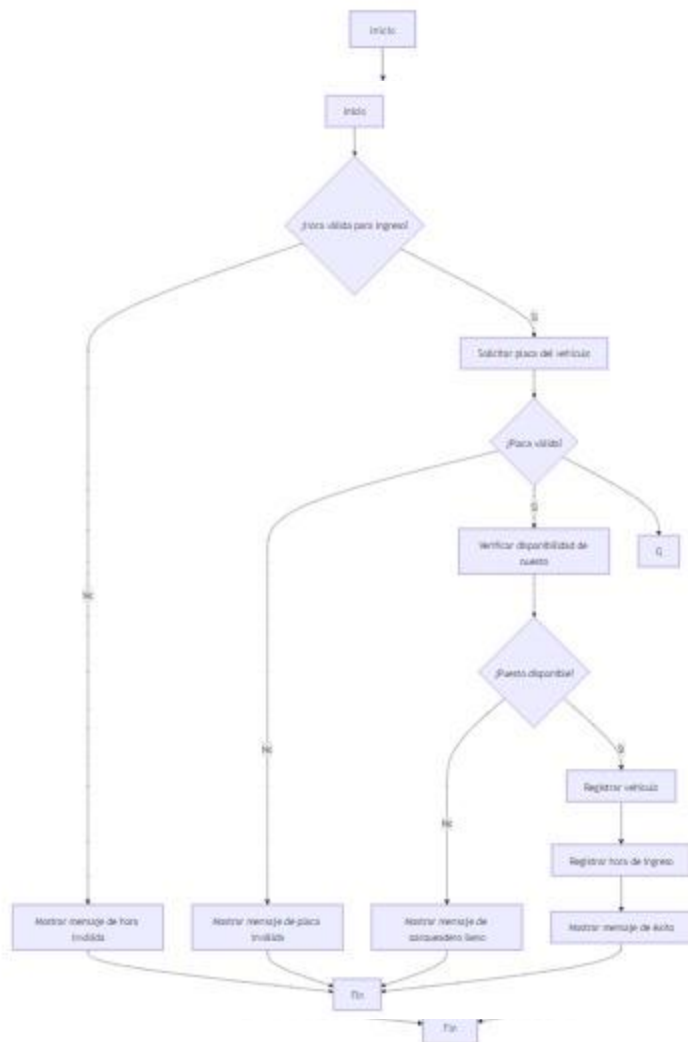 Inicio
Inicio
¿Hora válida para ingreso?
Sí
Solicitar placa del vehículo
¿Placa válida?
Sí
Verificar disponibilidad de
puesto
G
No
¿Puesto disponible?
No
Sí
Registrar vehículo
No
Registrar hora de ingreso
Mostrar mensaje de hora
inválida
Mostrar mensaje de placa
inválida
Mostrar mensaje de
parqueadero lleno
Mostrar mensaje de éxito
Fin
Fin